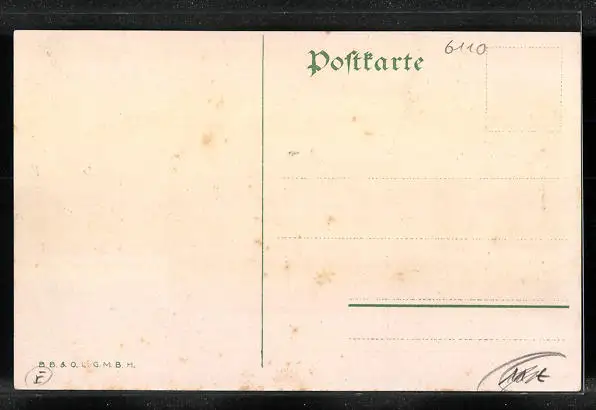 Poſtkarte
6110
B. B. & O. L. G. M. B. H.
F